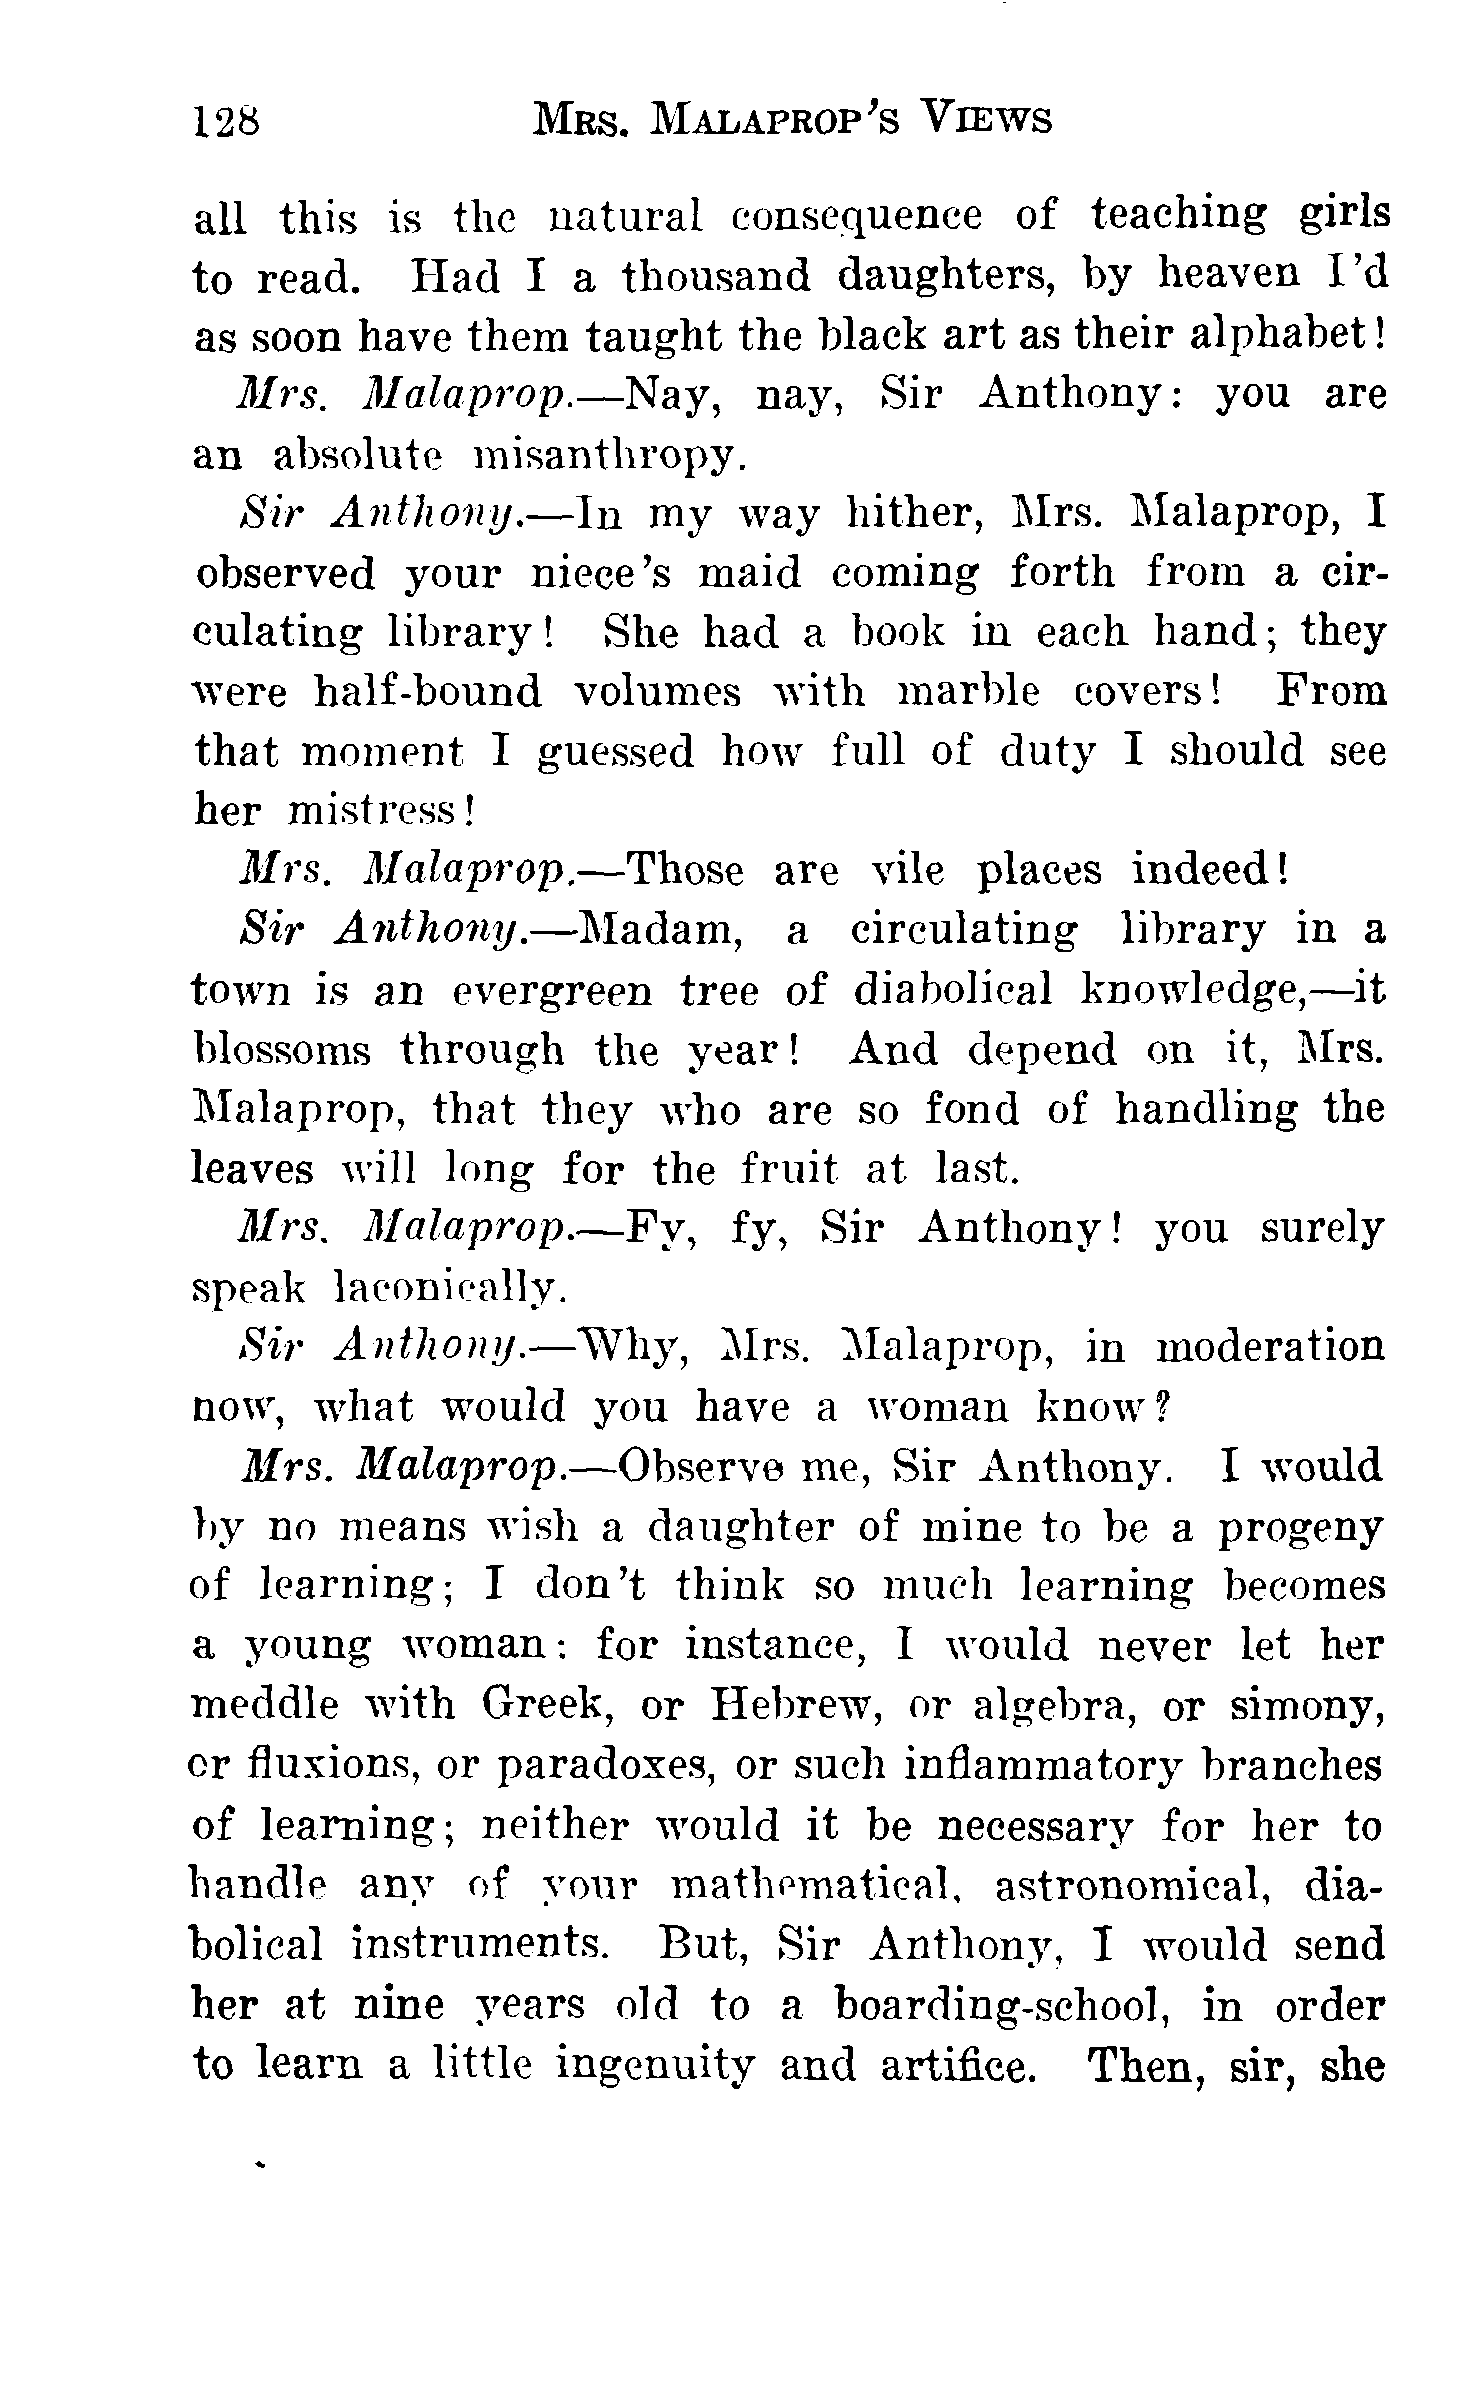 128 MRS. MALAPROP'S VIEWS
all this is the natural consequence of teaching girls
to read. Had I a thousand daughters, by heaven I'd
as soon have them taught the black art as their alphabet!
Mrs. Malaprop.—Nay, nay, Sir Anthony: you are
an absolute misanthropy.
Sir Anthony.—In my way hither, Mrs. Malaprop, I
observed your niece's maid coming forth from a cir-
culating library! She had a book in each hand; they
were half-bound volumes with marble covers! From
that moment I guessed how full of duty I should see
her mistress!
Mrs. Malaprop.—Those are vile places indeed!
Sir Anthony.—Madam, a circulating library in a
town is an evergreen tree of diabolical knowledge,—it
blossoms through the year! And depend on it, Mrs.
Malaprop, that they who are so fond of handling the
leaves will long for the fruit at last.
Mrs. Malaprop.—Fy, fy, Sir Anthony! you surely
speak laconically.
Sir Anthony.—Why, Mrs. Malaprop, in moderation
now, what would you have a woman know?
Mrs. Malaprop.—Observe me, Sir Anthony. I would
by no means wish a daughter of mine to be a progeny
of learning; I don't think so much learning becomes
a young woman: for instance, I would never let her
meddle with Greek, or Hebrew, or algebra, or simony,
or fluxions, or paradoxes, or such inflammatory branches
of learning; neither would it be necessary for her to
handle any of your mathematical, astronomical, dia-
bolical instruments. But, Sir Anthony, I would send
her at nine years old to a boarding-school, in order
to learn a little ingenuity and artifice. Then, sir, she